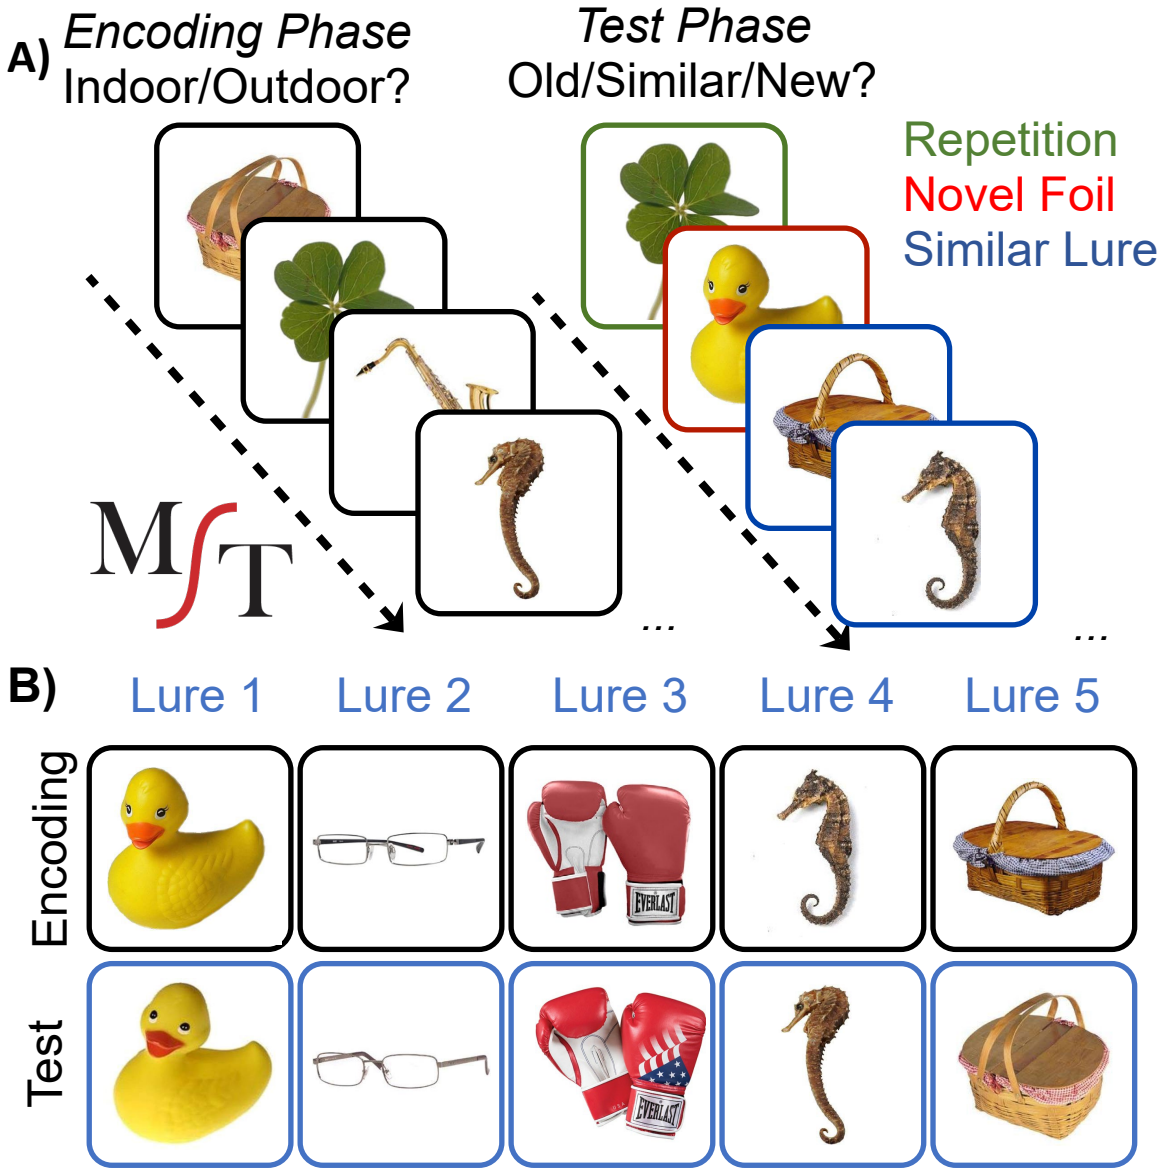 A)
Encoding Phase
Indoor/Outdoor?
Test Phase
Old/Similar/New?
Repetition
Novel Foil
Similar Lure
MST
...
...
B)
Lure 1
Lure 2
Lure 3
Lure 4
Lure 5
Encoding
EVERLAST
Test
EVERLAST